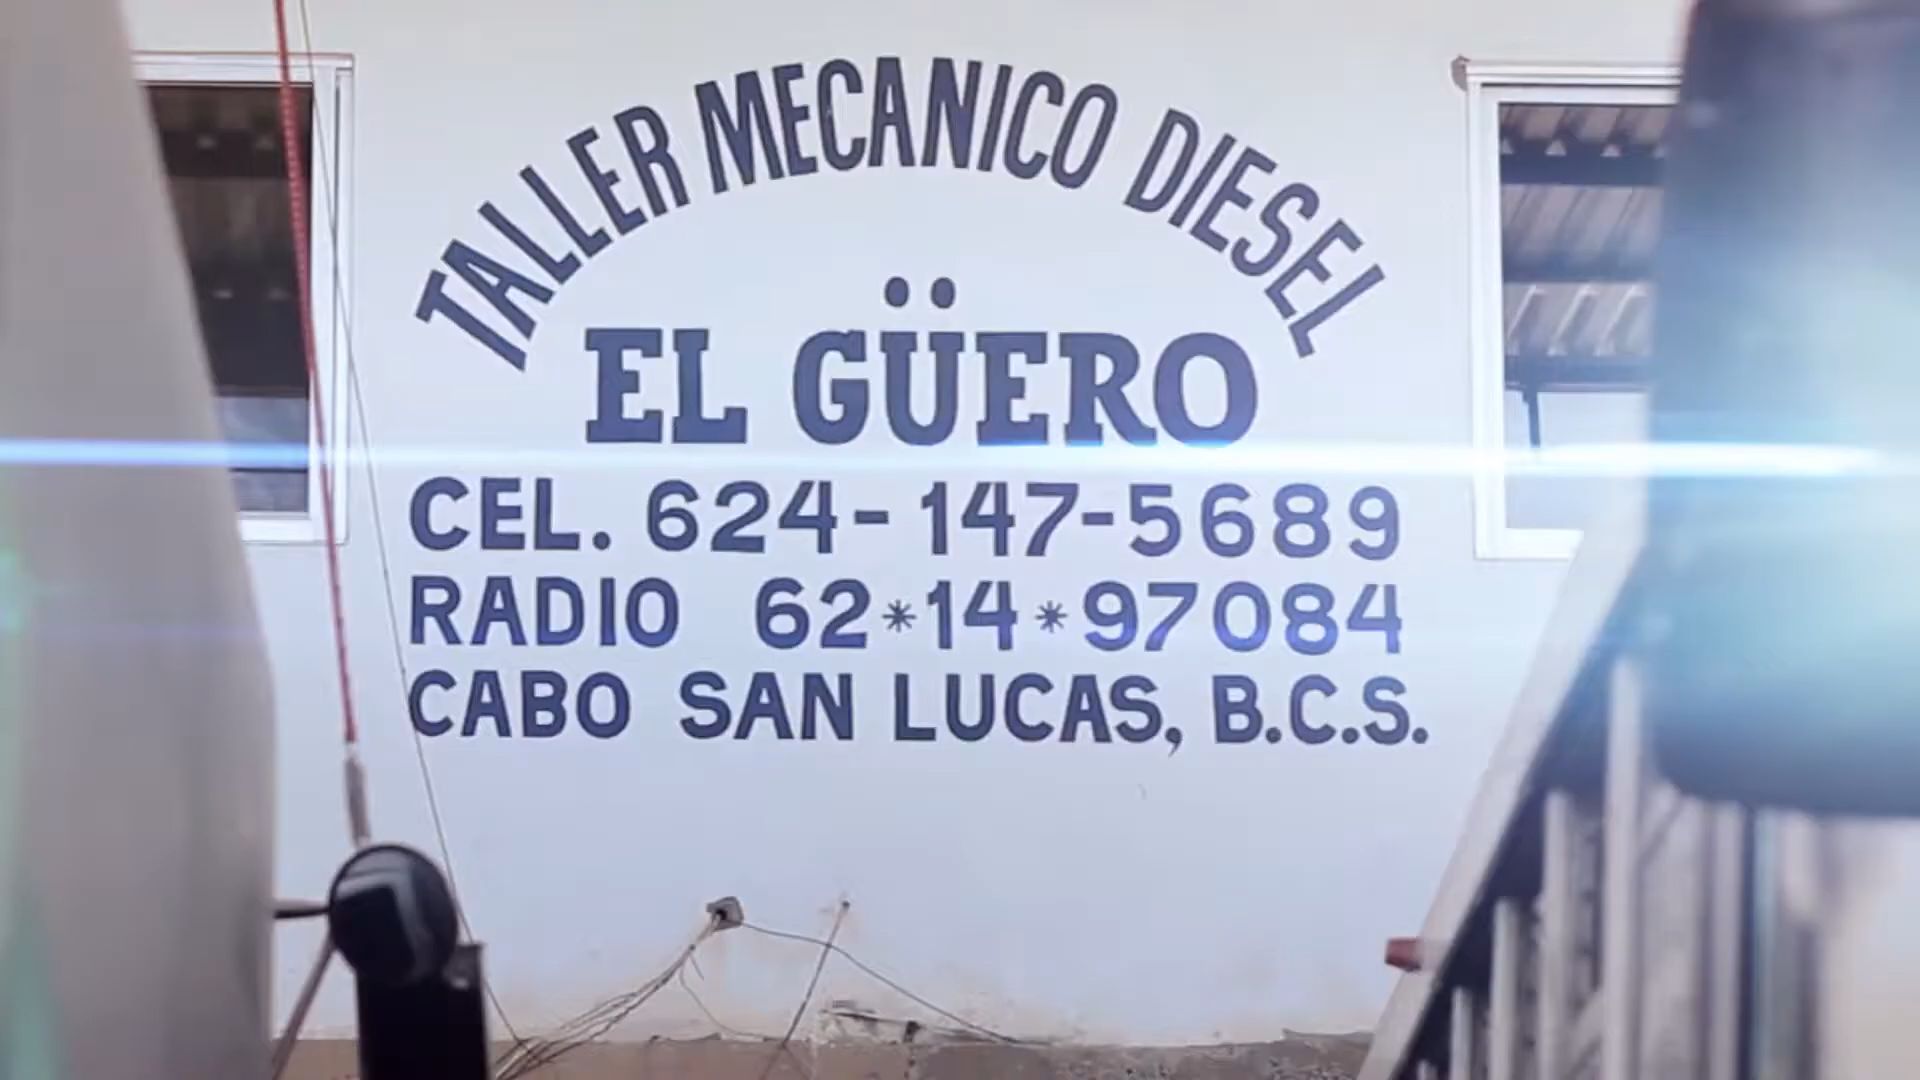 TALLER MECANICO DIESEL
EL GÜERO
CEL. 624-147-5689
RADIO 62*14*97084
CABO SAN LUCAS, B.C.S.